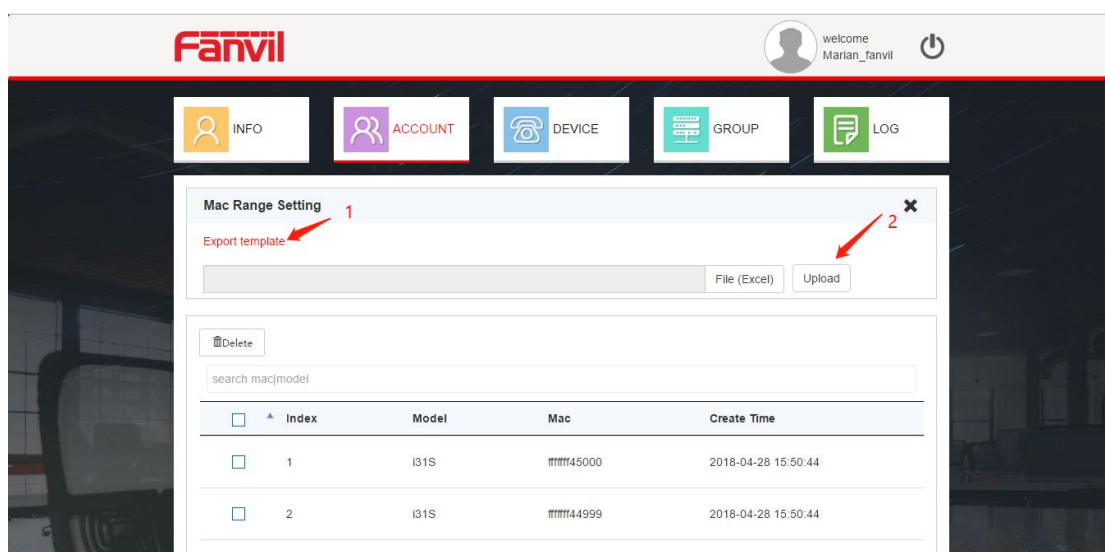 Fanvil
welcome
Marian_fanvil
INFO
ACCOUNT
DEVICE
GROUP
LOG
Mac Range Setting
1
2
Export template
File (Excel)
Upload
Delete
search mac|model
Index Model Mac Create Time
1 i31S fffffff45000 2018-04-28 15:50:44
2 i31S fffffff44999 2018-04-28 15:50:44